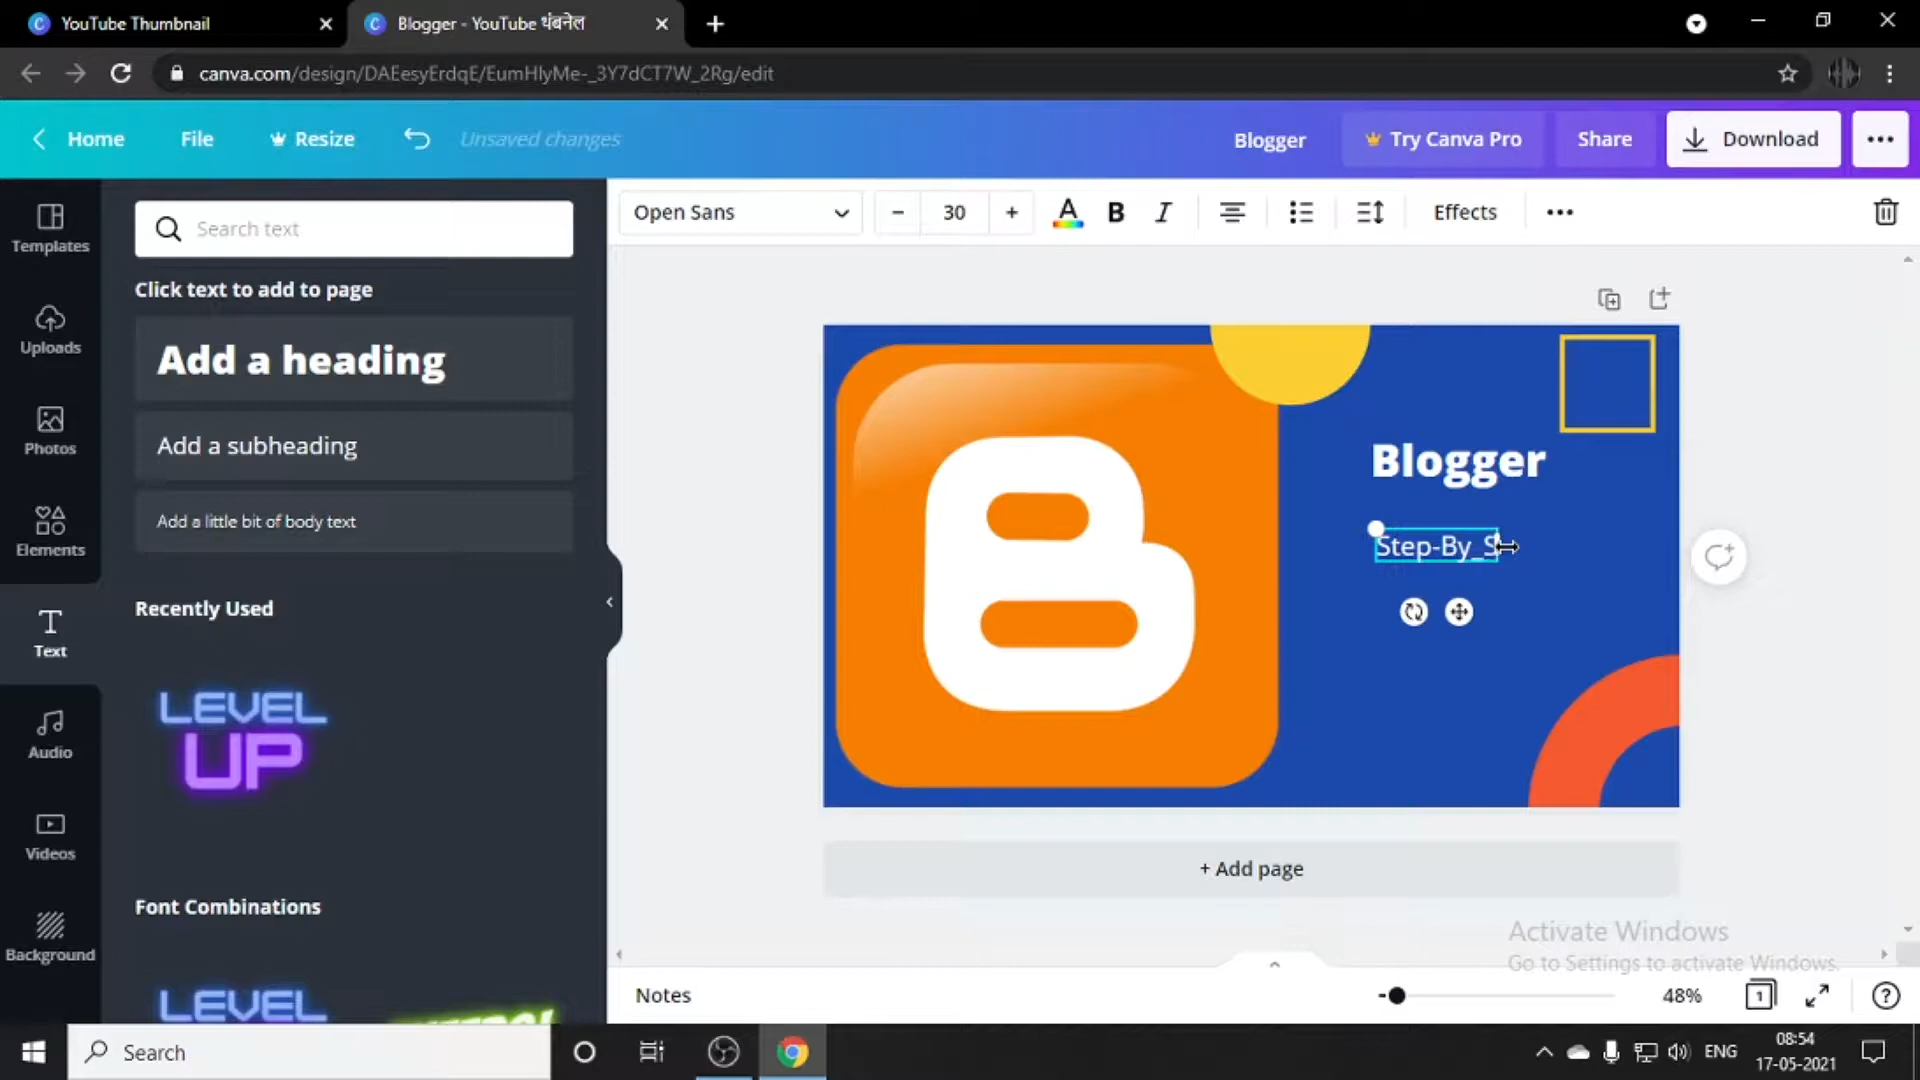 YouTube Thumbnail
Blogger - YouTube थंबनेल
canva.com/design/DAEesyErdqE/EumHlyMe-_3Y7dCT7W_2Rg/edit
Home
File
Resize
Unsaved changes
Blogger
Try Canva Pro
Share
Download
Templates
Uploads
Photos
Elements
Text
Audio
Videos
Background
Search text
Click text to add to page
Add a heading
Add a subheading
Add a little bit of body text
Recently Used
LEVEL
UP
Font Combinations
LEVEL
Open Sans
30
A
B
I
Effects
Blogger
Step-By_S
+ Add page
Activate Windows
Go to Settings to activate Windows.
Notes
48%
1
Search
ENG
08:54
17-05-2021